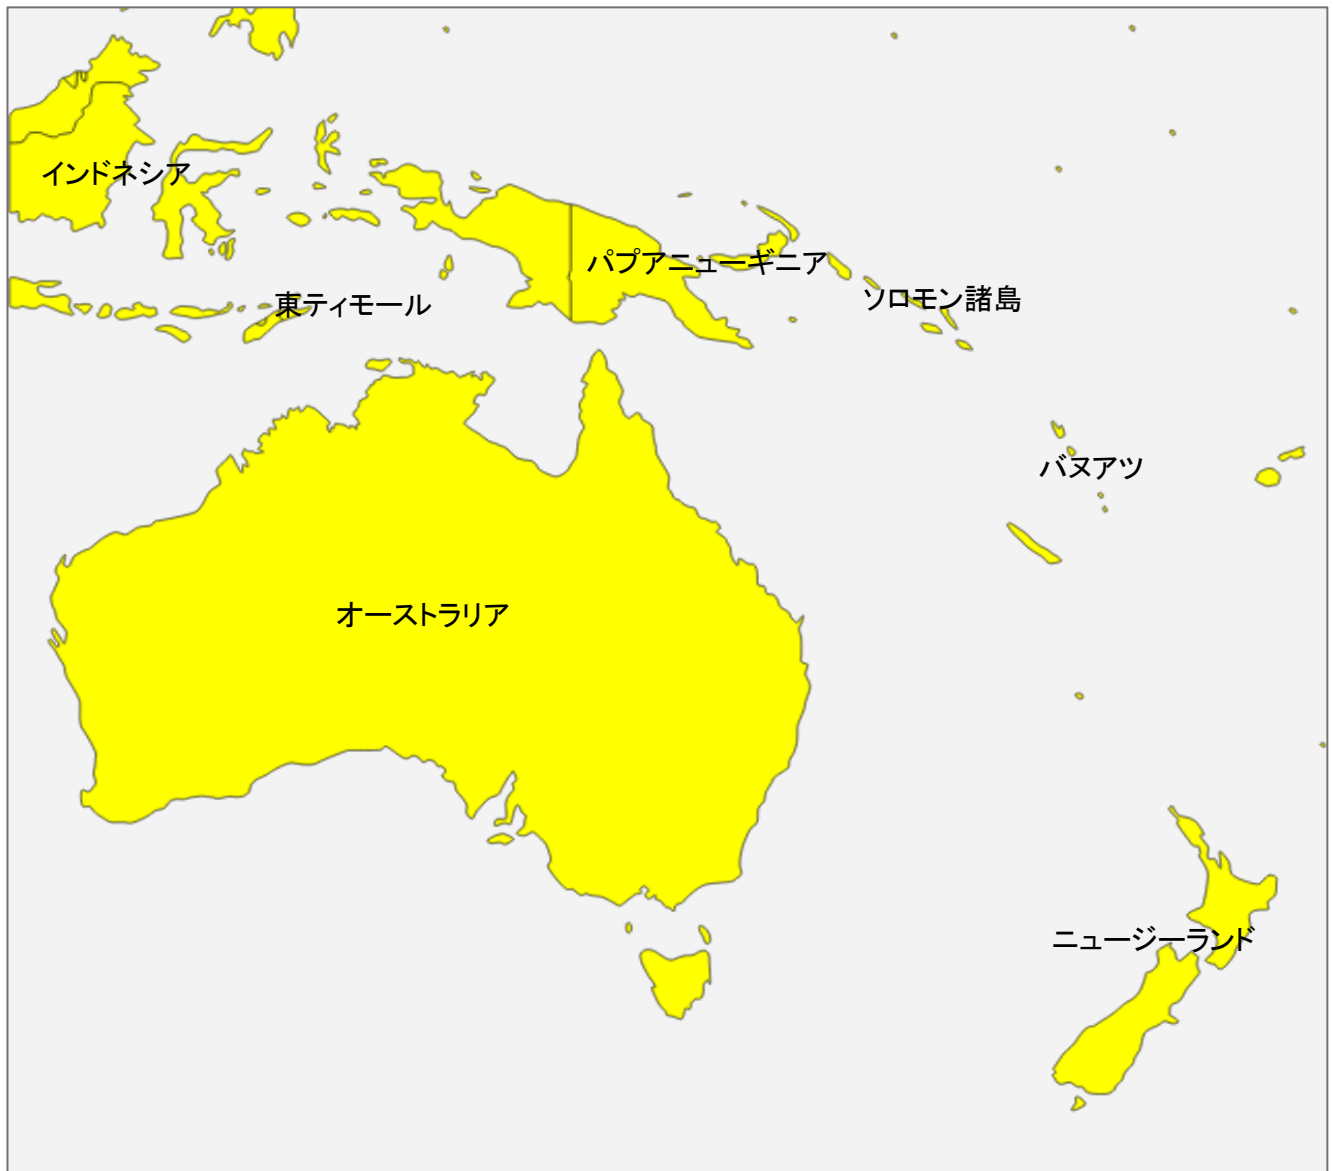 インドネシア
パプアニューギニア
東ティモール
ソロモン諸島
バヌアツ
オーストラリア
ニュージーランド